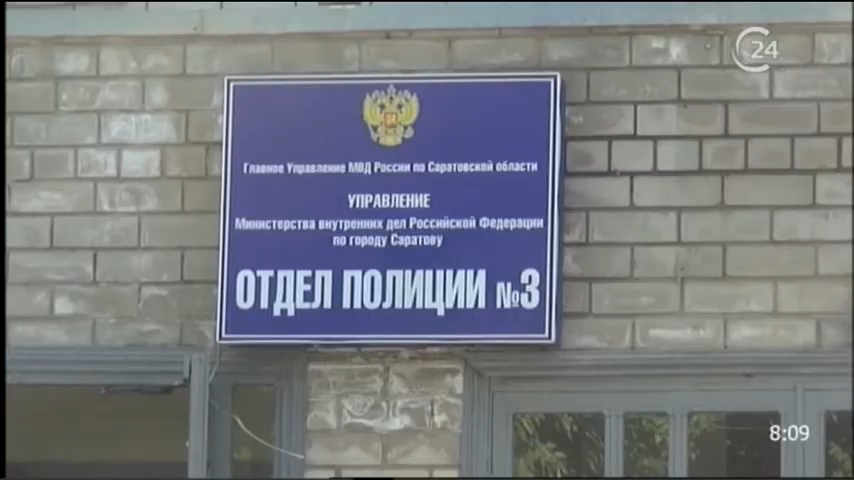 24
Главное Управление МВД России по Саратовской области
УПРАВЛЕНИЕ
Министерства внутренних дел Российской Федерации
по городу Саратову
ОТДЕЛ ПОЛИЦИИ №3
8:09